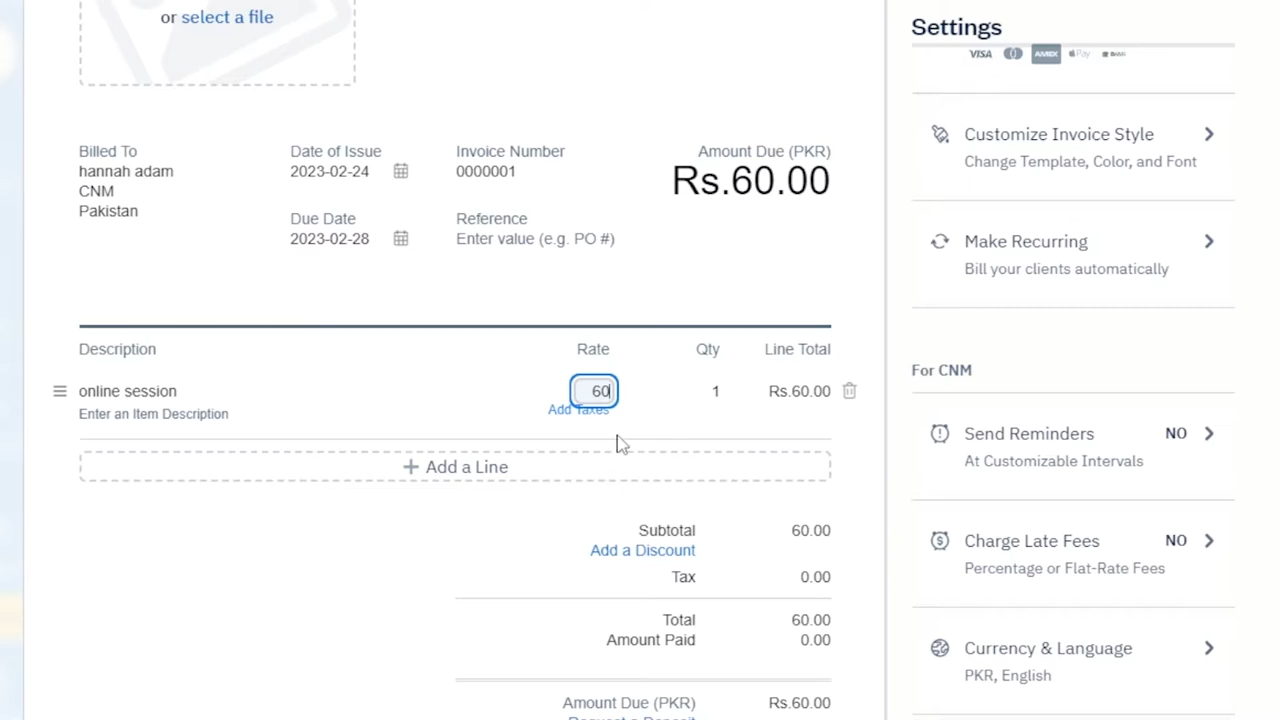 or select a file
Billed To
hannah adam
CNM
Pakistan
Date of Issue
2023-02-24
Due Date
2023-02-28
Invoice Number
0000001
Reference
Enter value (e.g. PO #)
Amount Due (PKR)
Rs.60.00
Description Rate Qty Line Total
online session 60 1 Rs.60.00
Enter an Item Description Add Taxes
+ Add a Line
Subtotal 60.00
Add a Discount
Tax 0.00
Total 60.00
Amount Paid 0.00
Amount Due (PKR) Rs.60.00
Request a Deposit
Settings
VISA AMEX Pay
Customize Invoice Style
Change Template, Color, and Font
Make Recurring
Bill your clients automatically
For CNM
Send Reminders NO
At Customizable Intervals
Charge Late Fees NO
Percentage or Flat-Rate Fees
Currency & Language
PKR, English